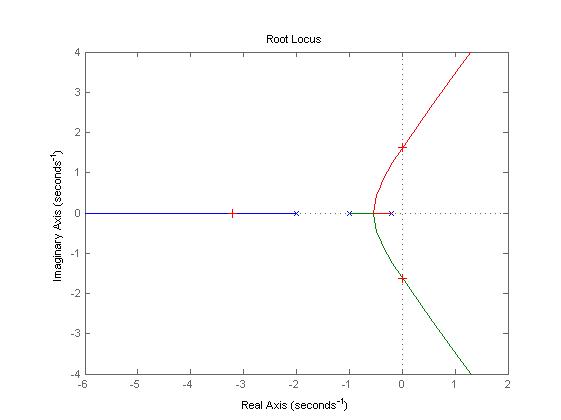 Root Locus
4
3
2
1
0
-1
-2
-3
-4
Imaginary Axis (seconds⁻¹)
-6 -5 -4 -3 -2 -1 0 1 2
Real Axis (seconds⁻¹)